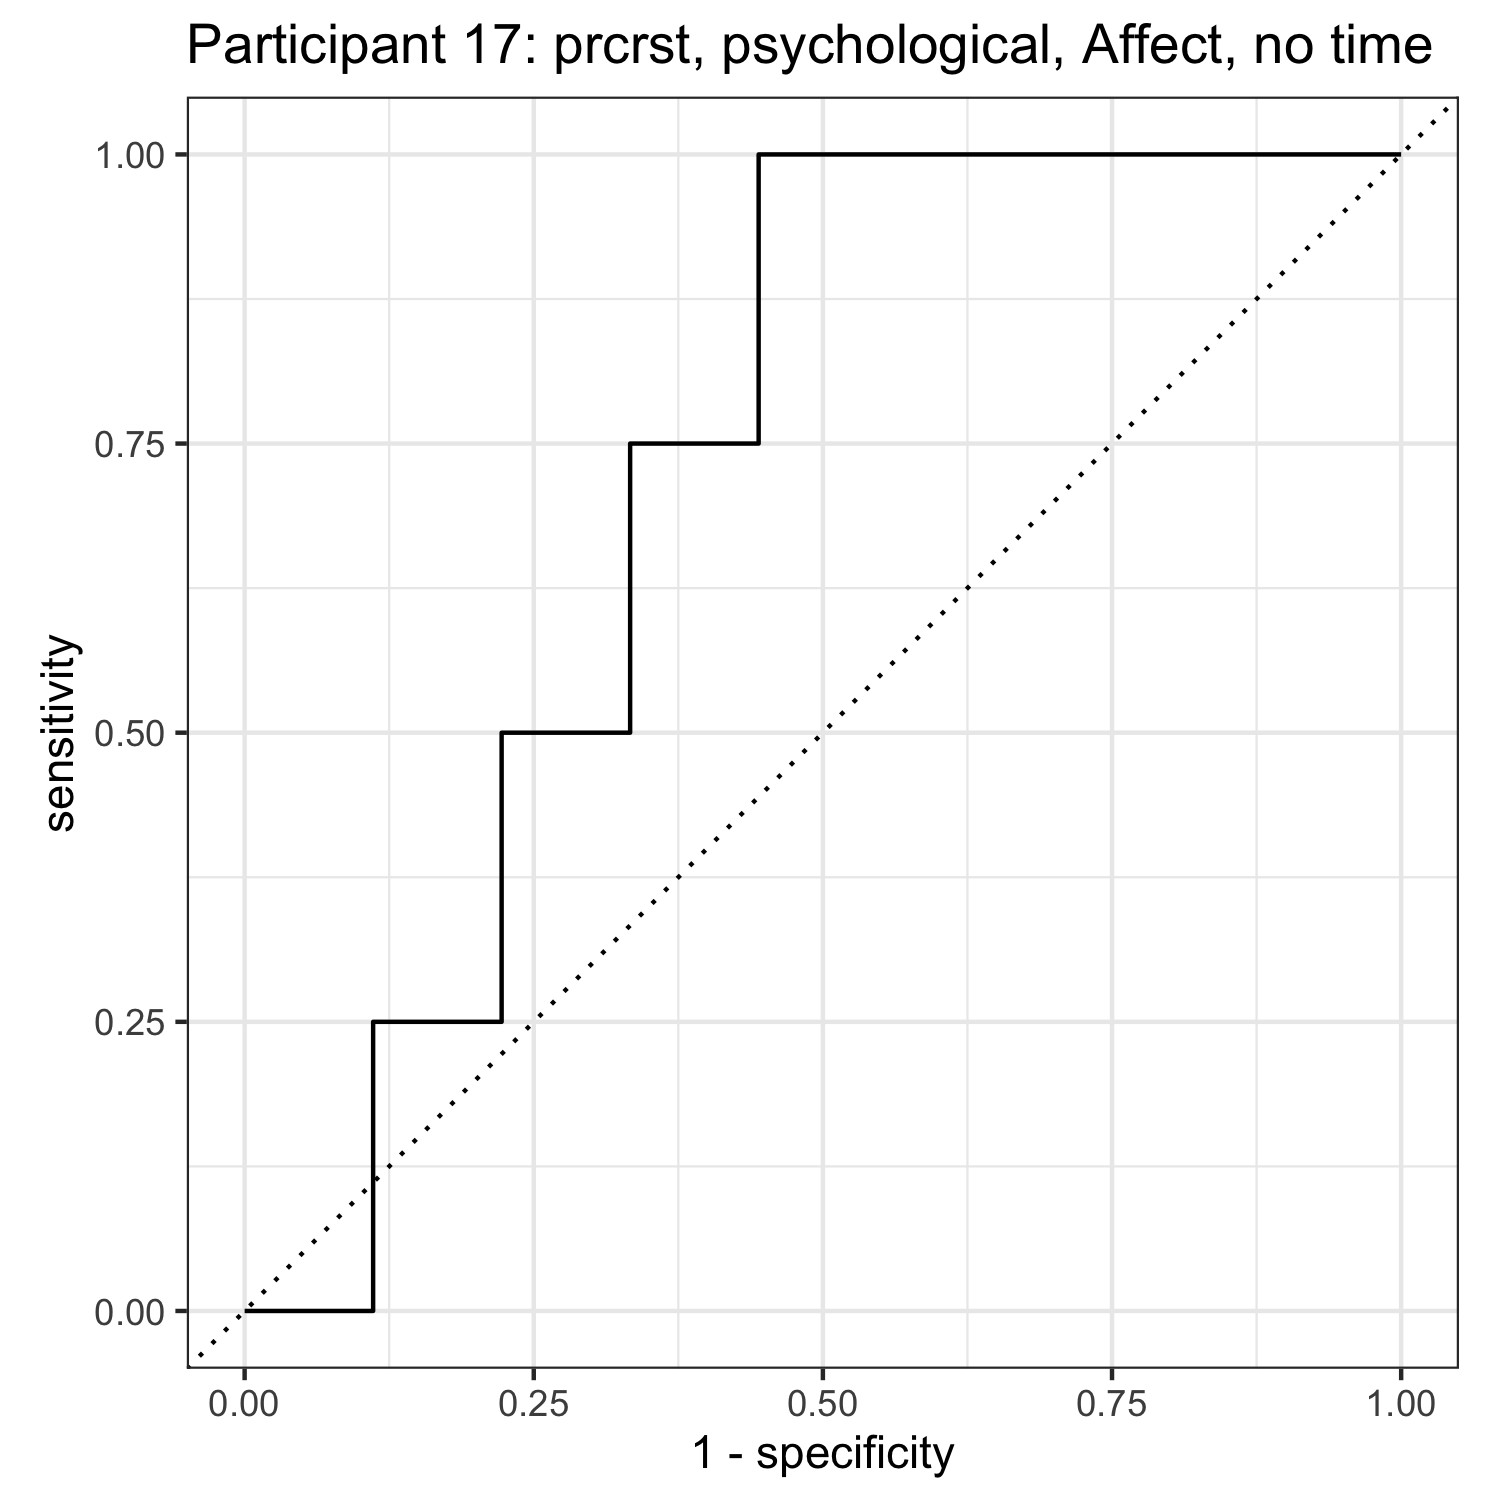 Participant 17: prcrst, psychological, Affect, no time
1.00
0.75
0.50
0.25
0.00
sensitivity
0.00 0.25 0.50 0.75 1.00
1 - specificity